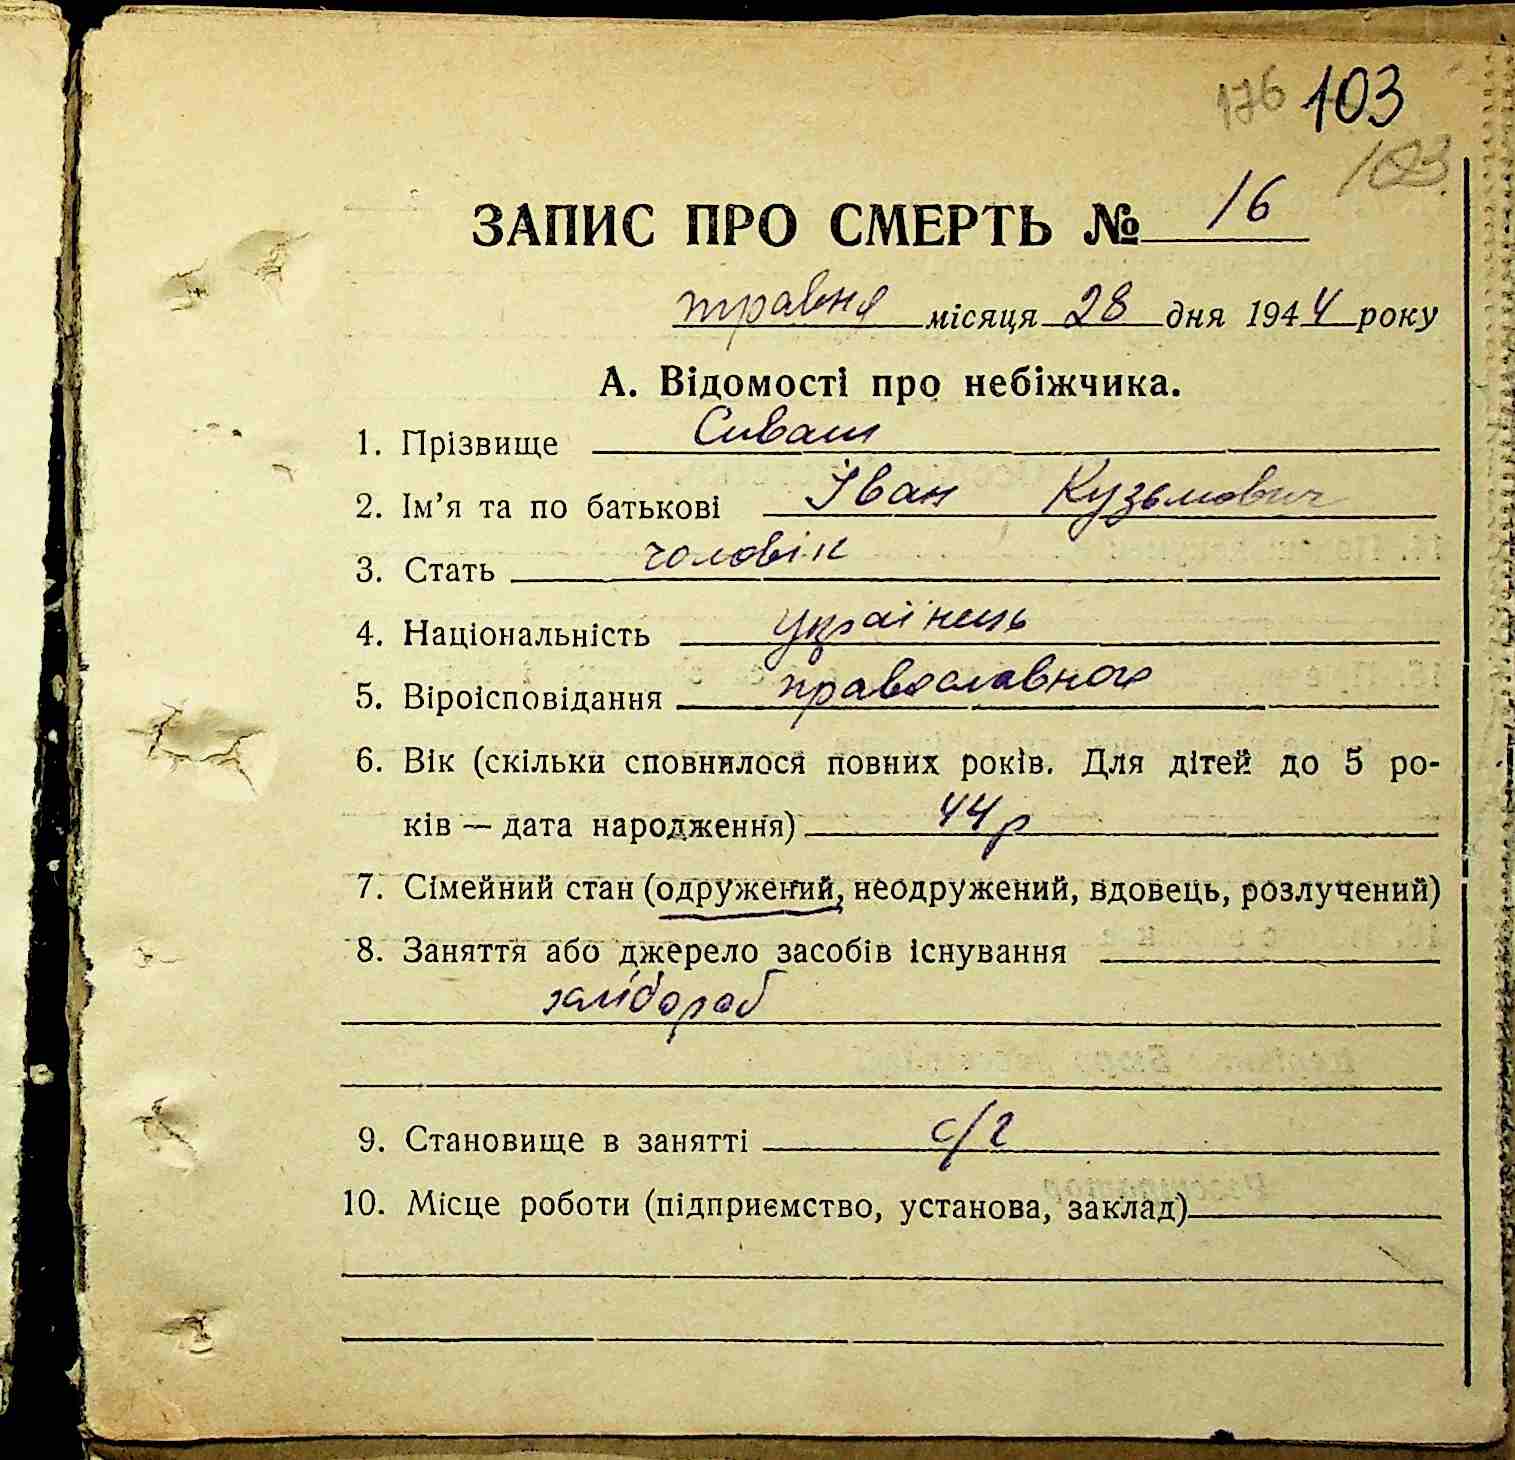 176 103
103
ЗАПИС ПРО СМЕРТЬ № 16
травня місяця 28 дня 1944 року
А. Відомості про небіжчика.
1. Прізвище Сиваш
2. Ім'я та по батькові Іван Кузьмович
3. Стать чоловік
4. Національність українець
5. Віроісповідання православного
6. Вік (скільки сповнилося повних років. Для дітей до 5 ро-
ків — дата народження) 44 р
7. Сімейний стан (одружений, неодружений, вдовець, розлучений)
8. Заняття або джерело засобів існування
хлібороб
9. Становище в занятті с/г
10. Місце роботи (підприємство, установа, заклад)